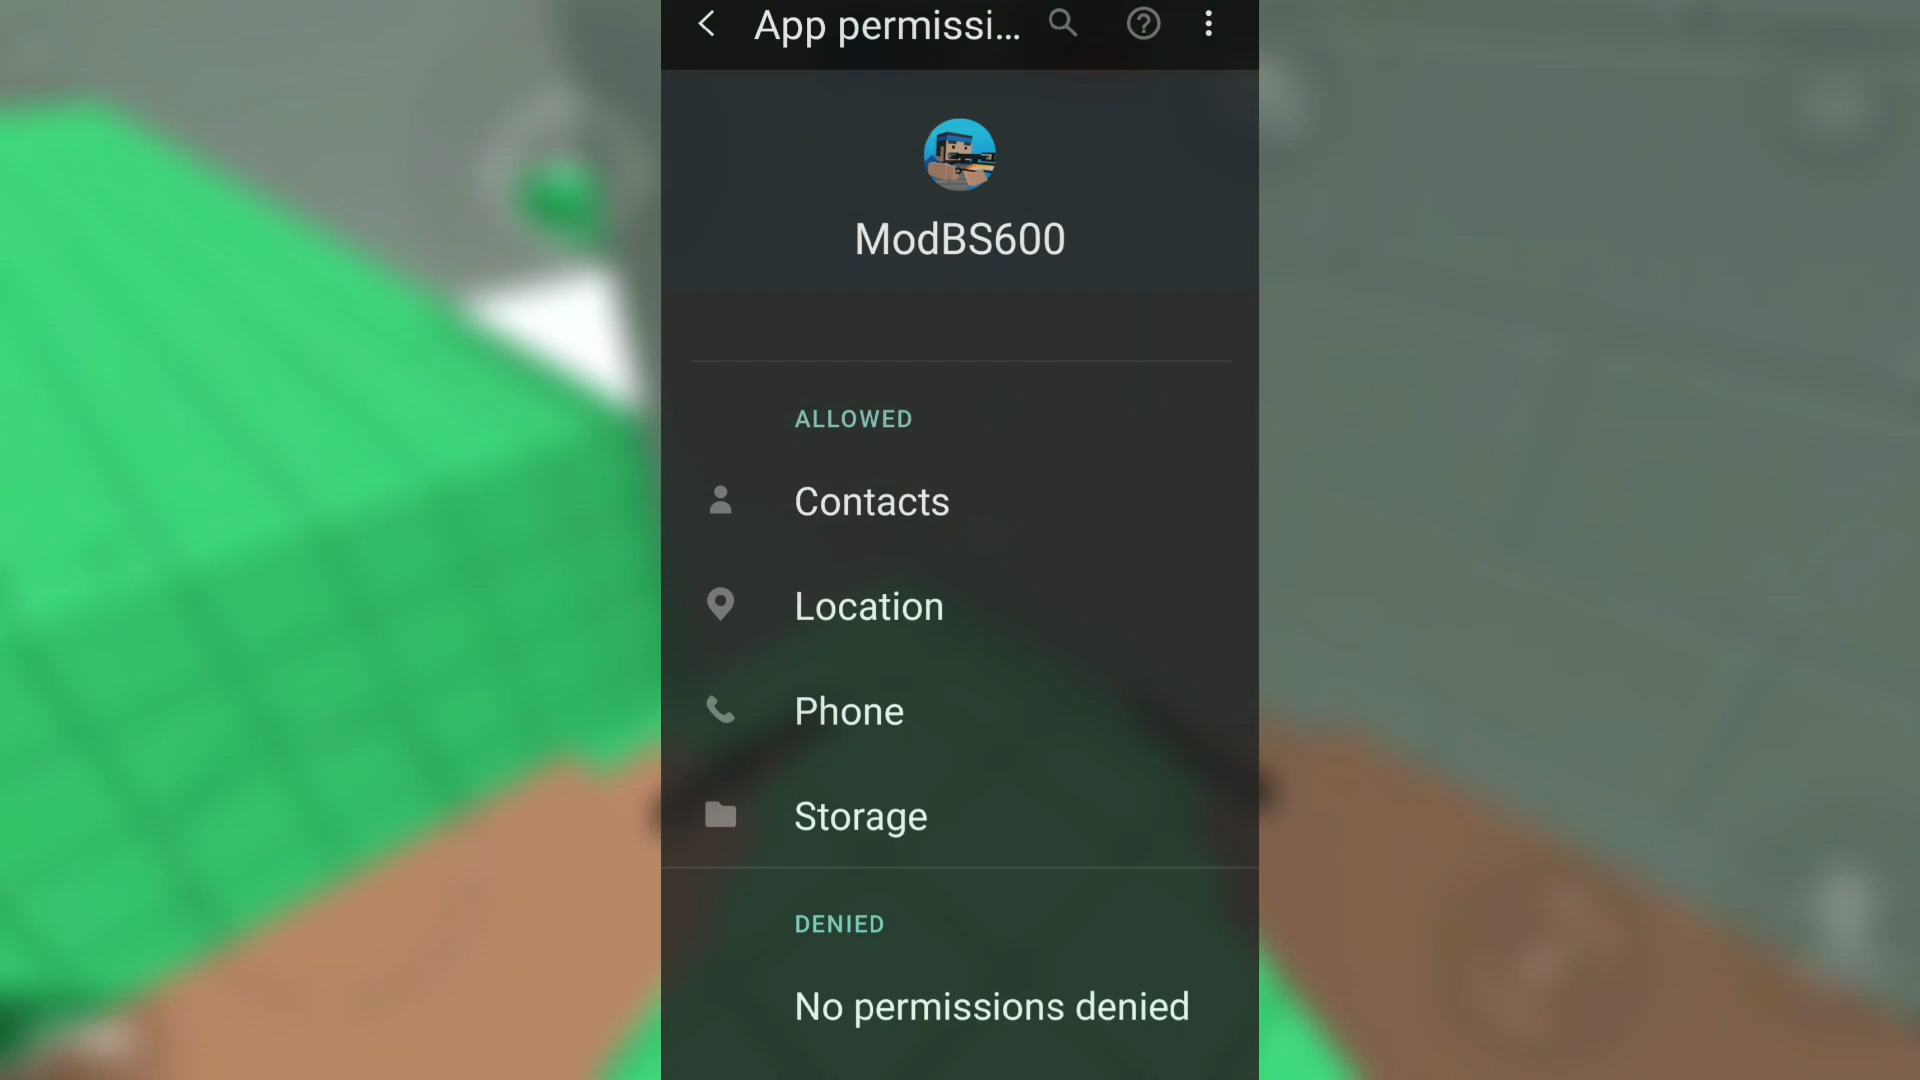 App permissi...
ModBS600
ALLOWED
Contacts
Location
Phone
Storage
DENIED
No permissions denied